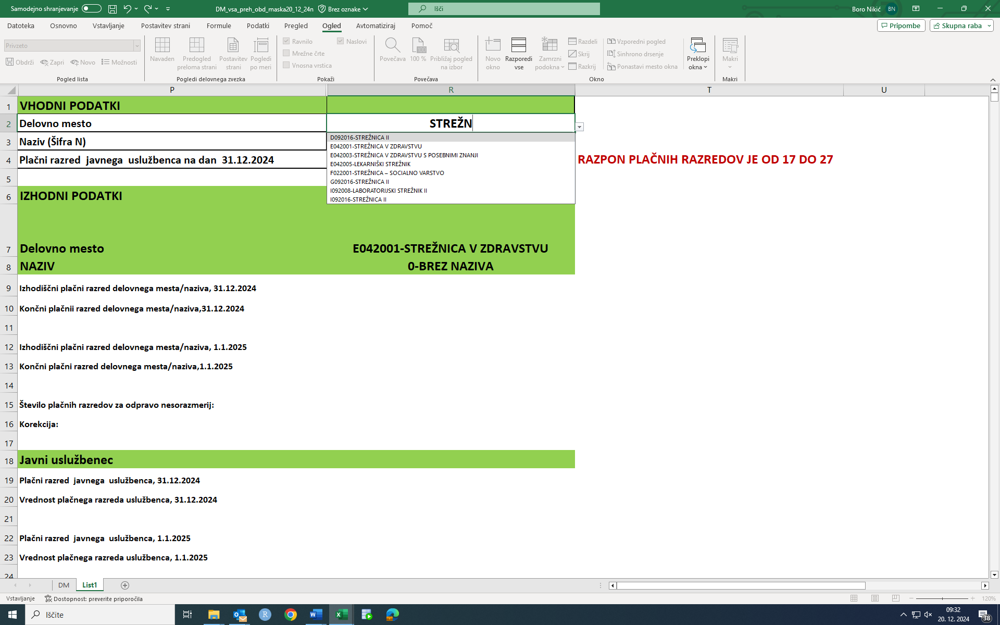 Samodejno shranjevanje DM_vsa_preh_obd_maska20_12_24n Brez oznake Išči Boro Nikić BN
Datoteka Osnovno Vstavljanje Postavitev strani Formule Podatki Pregled Ogled Avtomatiziraj Pomoč Pripombe Skupna raba
Privzeto
Obdrži Zapri Novo Možnosti
Pogled lista
Navaden Predogled preloma strani Postavitev strani Pogledi po meri
Pogledi delovnega zvezka
Ravnilo Naslovi
Mrežne črte
Vnosna vrstica
Pokaži
Povečava 100 % Približaj pogled na izbor
Povečava
Novo okno Razporedi vse Zamrzni podokna
Razdeli Vzporedni pogled
Skrij Sinhrono drsenje
Razkrij Ponastavi mesto okna
Preklopi okna
Okno
Makri
Makri
P R T U
1 VHODNI PODATKI
2 Delovno mesto STREŽN
D092016-STREŽNICA II
E042001-STREŽNICA V ZDRAVSTVU
E042003-STREŽNICA V ZDRAVSTVU S POSEBNIMI ZNANJI
E042005-LEKARNIŠKI STREŽNIK
F022001-STREŽNICA – SOCIALNO VARSTVO
G092016-STREŽNICA II
I092008-LABORATORIJSKI STREŽNIK II
I092016-STREŽNICA II
3 Naziv (Šifra N)
4 Plačni razred javnega uslužbenca na dan 31.12.2024 RAZPON PLAČNIH RAZREDOV JE OD 17 DO 27
5
6 IZHODNI PODATKI
7 Delovno mesto E042001-STREŽNICA V ZDRAVSTVU
8 NAZIV 0-BREZ NAZIVA
9 Izhodiščni plačni razred delovnega mesta/naziva, 31.12.2024
10 Končni plačnii razred delovnega mesta/naziva,31.12.2024
11
12 Izhodiščni plačni razred delovnega mesta/naziva, 1.1.2025
13 Končni plačni razred delovnega mesta/naziva,1.1.2025
14
15 Število plačnih razredov za odpravo nesorazmerij:
16 Korekcija:
17
18 Javni uslužbenec
19 Plačni razred javnega uslužbenca, 31.12.2024
20 Vrednost plačnega razreda uslužbenca, 31.12.2024
21
22 Plačni razred javnega uslužbenca, 1.1.2025
23 Vrednost plačnega razreda uslužbenca, 1.1.2025
24
DM List1
Vstavljanje Dostopnost: preverite priporočila 120%
Iščite 09:32
20. 12. 2024 38